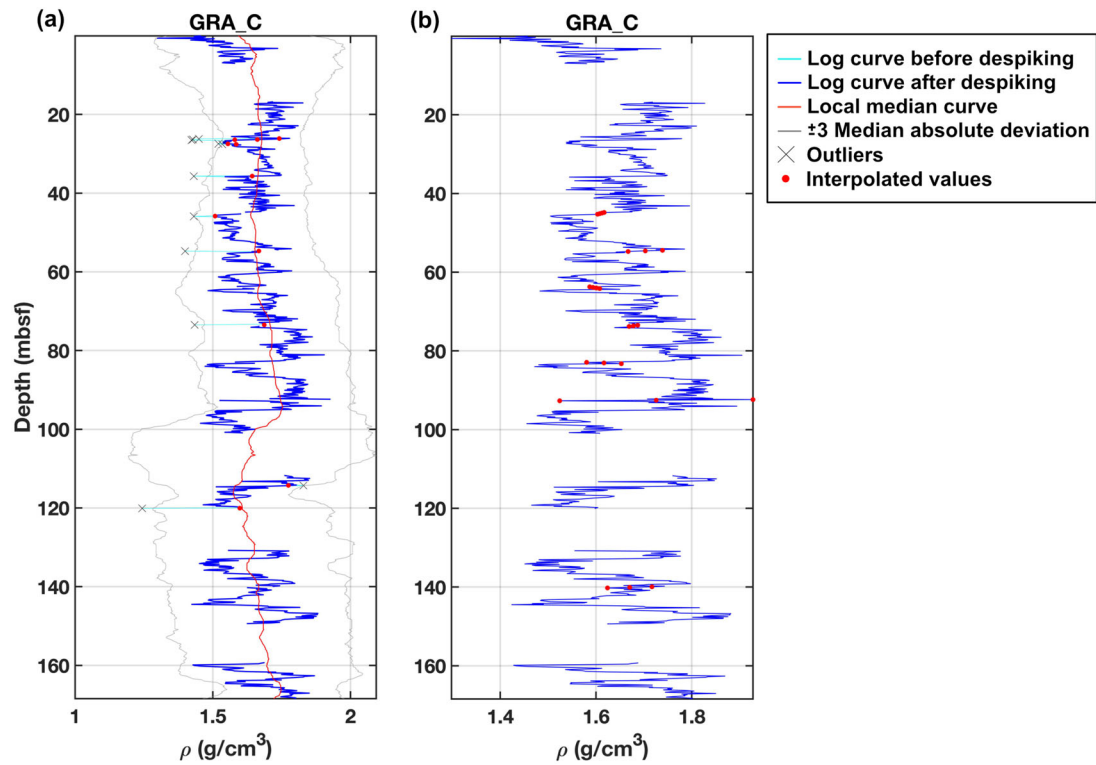 (a)
GRA_C
20
40
60
80
100
120
140
160
Depth (mbsf)
1
1.5
2
ρ (g/cm³)
(b)
GRA_C
20
40
60
80
100
120
140
160
1.4
1.6
1.8
ρ (g/cm³)
Log curve before despiking
Log curve after despiking
Local median curve
±3 Median absolute deviation
Outliers
Interpolated values